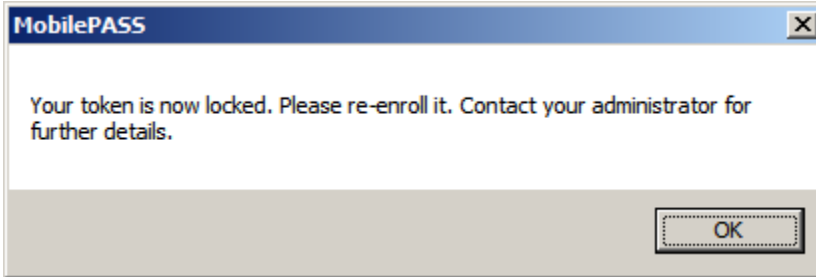 MobilePASS
Your token is now locked. Please re-enroll it. Contact your administrator for
further details.
OK